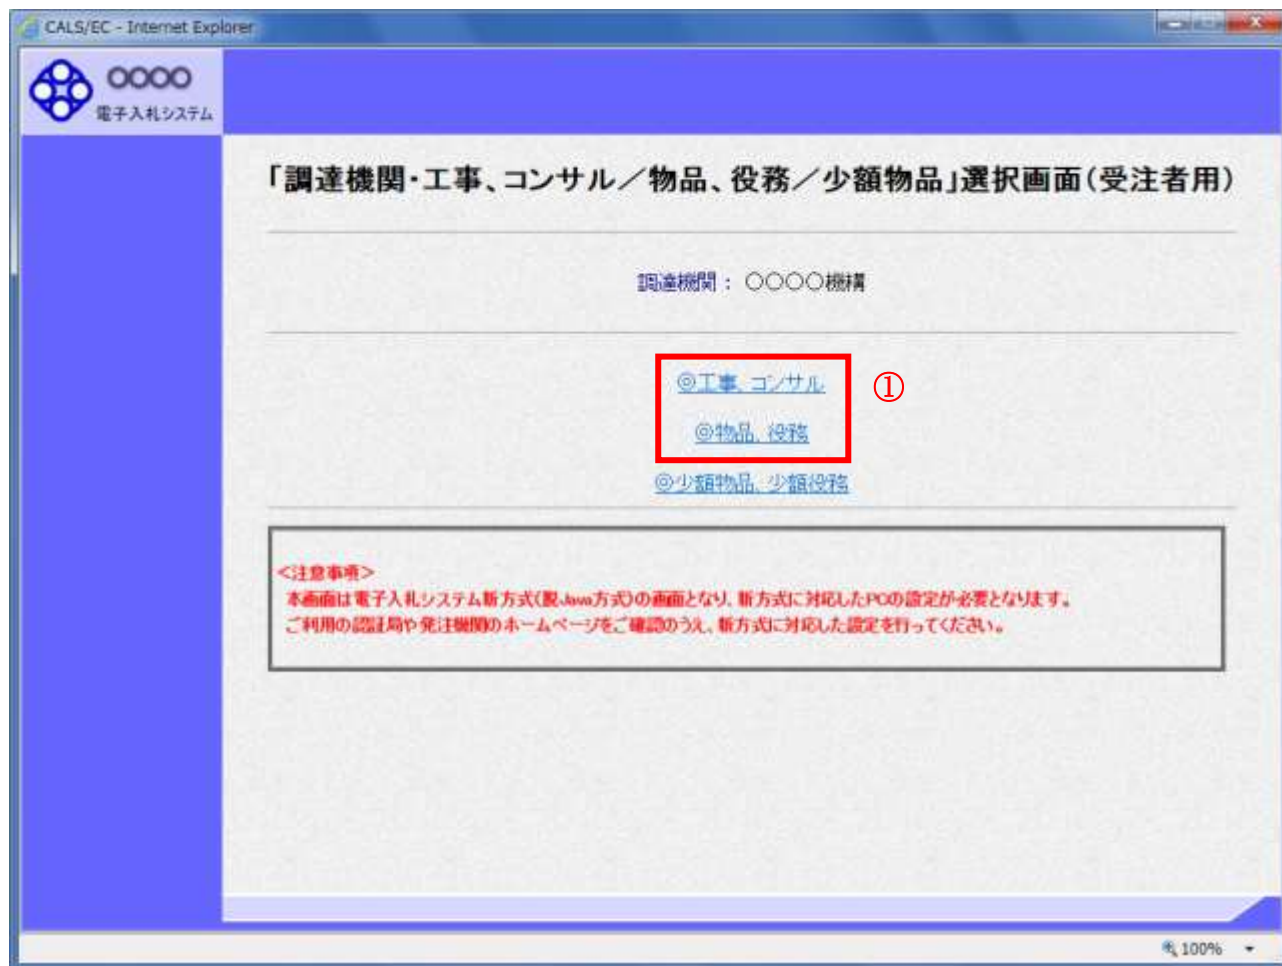 CALS/EC - Internet Explorer
○○○○
電子入札システム
「調達機関・工事、コンサル／物品、役務／少額物品」選択画面（受注者用）
調達機関： ○○○○機構
◎工事、コンサル
①
◎物品、役務
◎少額物品、少額役務
＜注意事項＞
本画面は電子入札システム新方式(脱Java方式)の画面となり、新方式に対応したPCの設定が必要となります。
ご利用の認証局や発注機関のホームページをご確認のうえ、新方式に対応した設定を行ってください。
100%